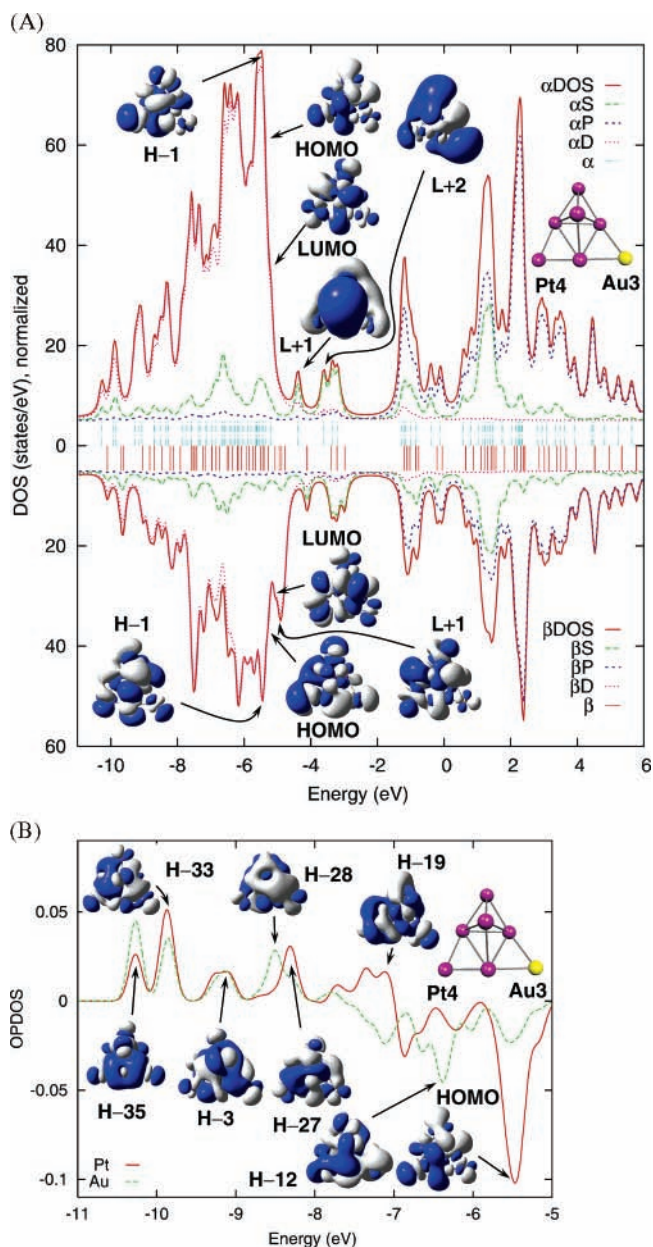 (A)
80
60
40
20
0
20
40
60
DOS (states/eV), normalized
H−1
HOMO
LUMO
L+1
L+2
αDOS
αS
αP
αD
α
Pt4 Au3
LUMO
H−1
HOMO
L+1
βDOS
βS
βP
βD
β
-10 -8 -6 -4 -2 0 2 4 6
Energy (eV)
(B)
0.05
0
-0.05
-0.1
OPDOS
H−33
H−28
H−19
Pt4 Au3
H−35
H−3
H−27
H−12
HOMO
Pt
Au
-11 -10 -9 -8 -7 -6 -5
Energy (eV)